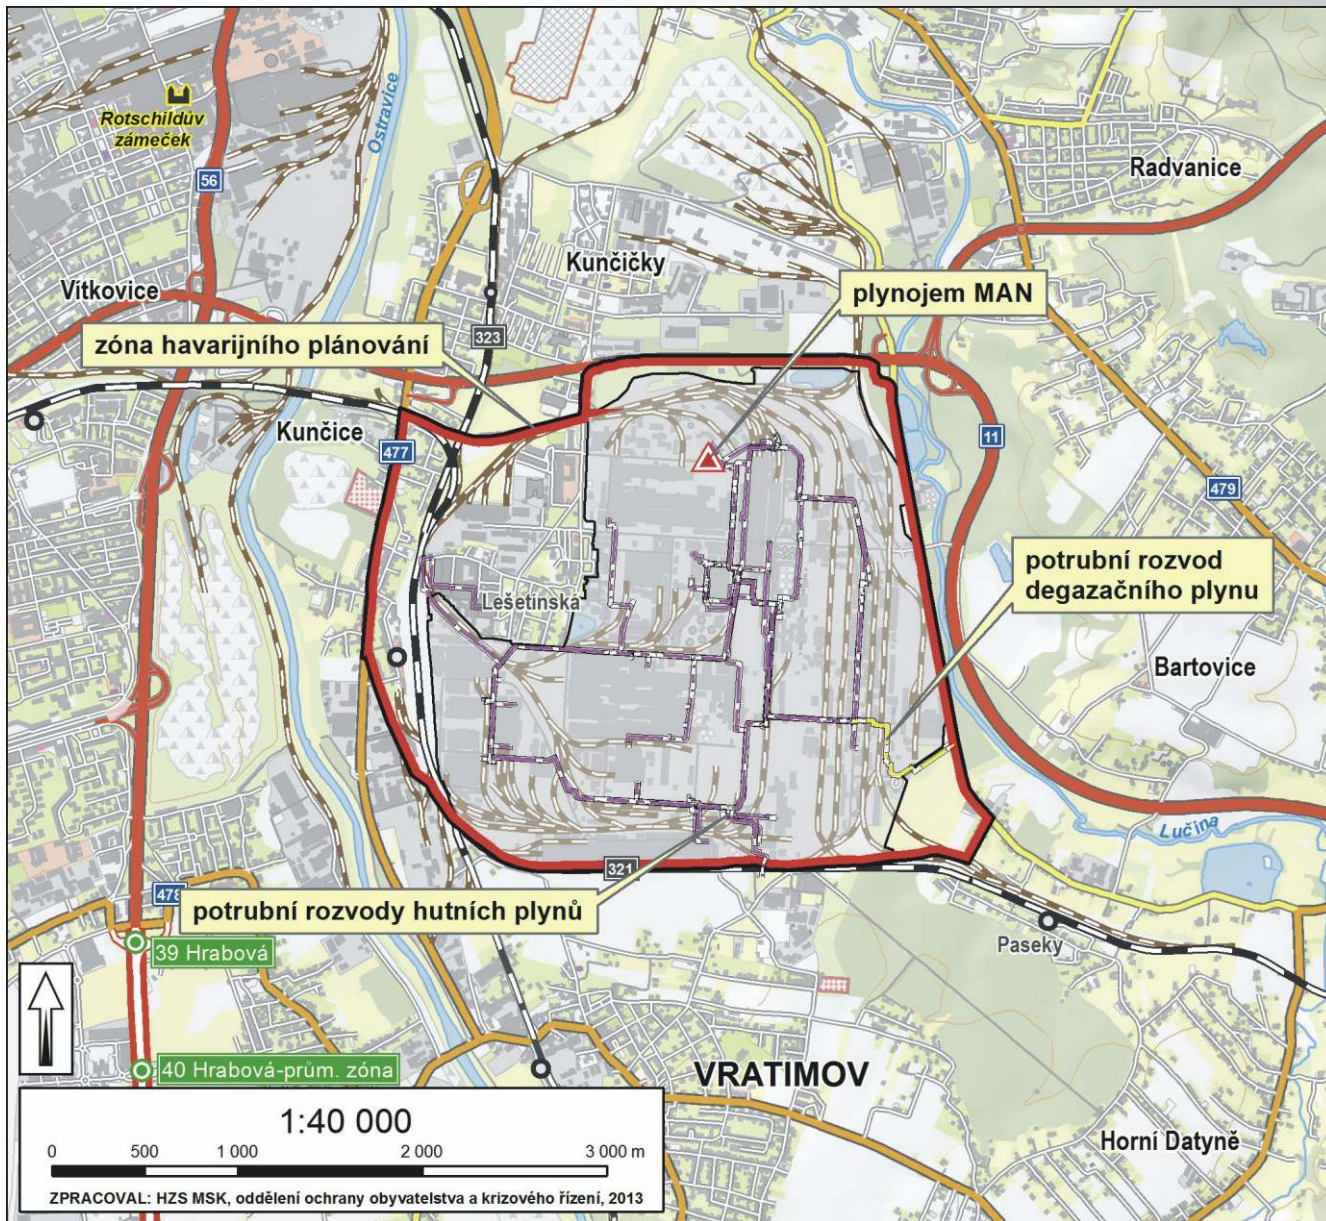 Ostravice
Rotschildův
zámeček
56
Radvanice
Kunčičky
Vítkovice
plynojem MAN
323
zóna havarijního plánování
Kunčice
477
11
479
potrubní rozvod
degazačního plynu
Lešetínská
Bartovice
Lučina
321
478
potrubní rozvody hutních plynů
Paseky
39 Hrabová
40 Hrabová-prům. zóna
VRATIMOV
Horní Datyně
1:40 000
0 500 1 000 2 000 3 000 m
ZPRACOVAL: HZS MSK, oddělení ochrany obyvatelstva a krizového řízení, 2013